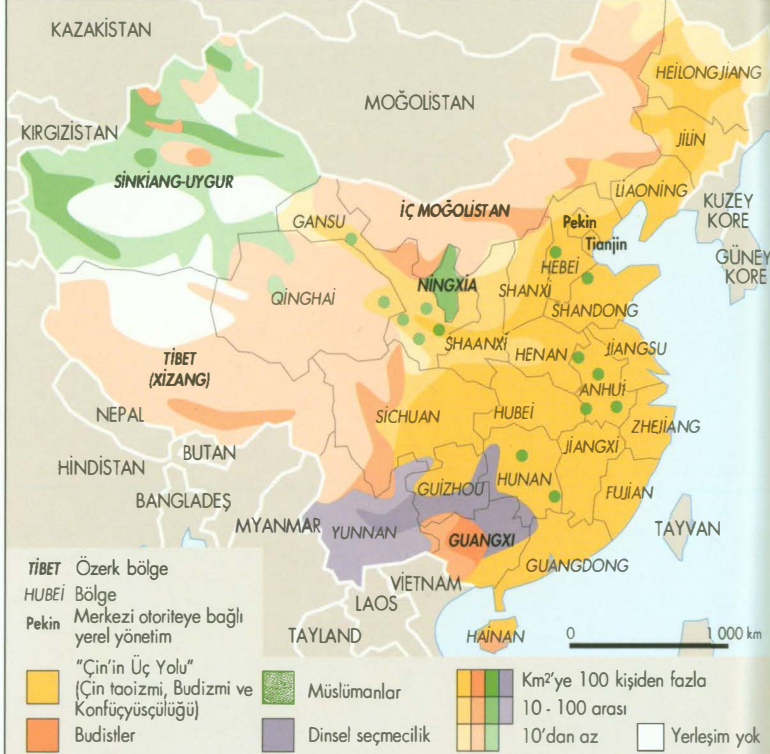 KAZAKİSTAN
MOĞOLİSTAN
HEİLONGJİANG
KIRGIZİSTAN
JİLİN
SİNKİANG-UYGUR
LİAONİNG
İÇ MOĞOLİSTAN
KUZEY
KORE
GANSU
Pekin
Tianjin
GÜNEY
KORE
HEBEİ
NİNGXİA
QİNGHAİ
SHANXİ
SHANDONG
SHAANXİ
HENAN
JİANGSU
TİBET
(XİZANG)
ANHUİ
NEPAL
SİCHUAN
HUBEİ
ZHEJİANG
BUTAN
JİANGXİ
HİNDİSTAN
HUNAN
GUİZHOU
FUJİAN
BANGLADEŞ
MYANMAR
YUNNAN
GUANGXI
TAYVAN
GUANGDONG
VİETNAM
LAOS
TAYLAND
HAİNAN
0 1 000 km
TİBET Özerk bölge
HUBEİ Bölge
Pekin Merkezi otoriteye bağlı
yerel yönetim
"Çin'in Üç Yolu"
(Çin taoizmi, Budizmi ve
Konfüçyüsçülüğü)
Budistler
Müslümanlar
Dinsel seçmecilik
Km²'ye 100 kişiden fazla
10 - 100 arası
10'dan az
Yerleşim yok